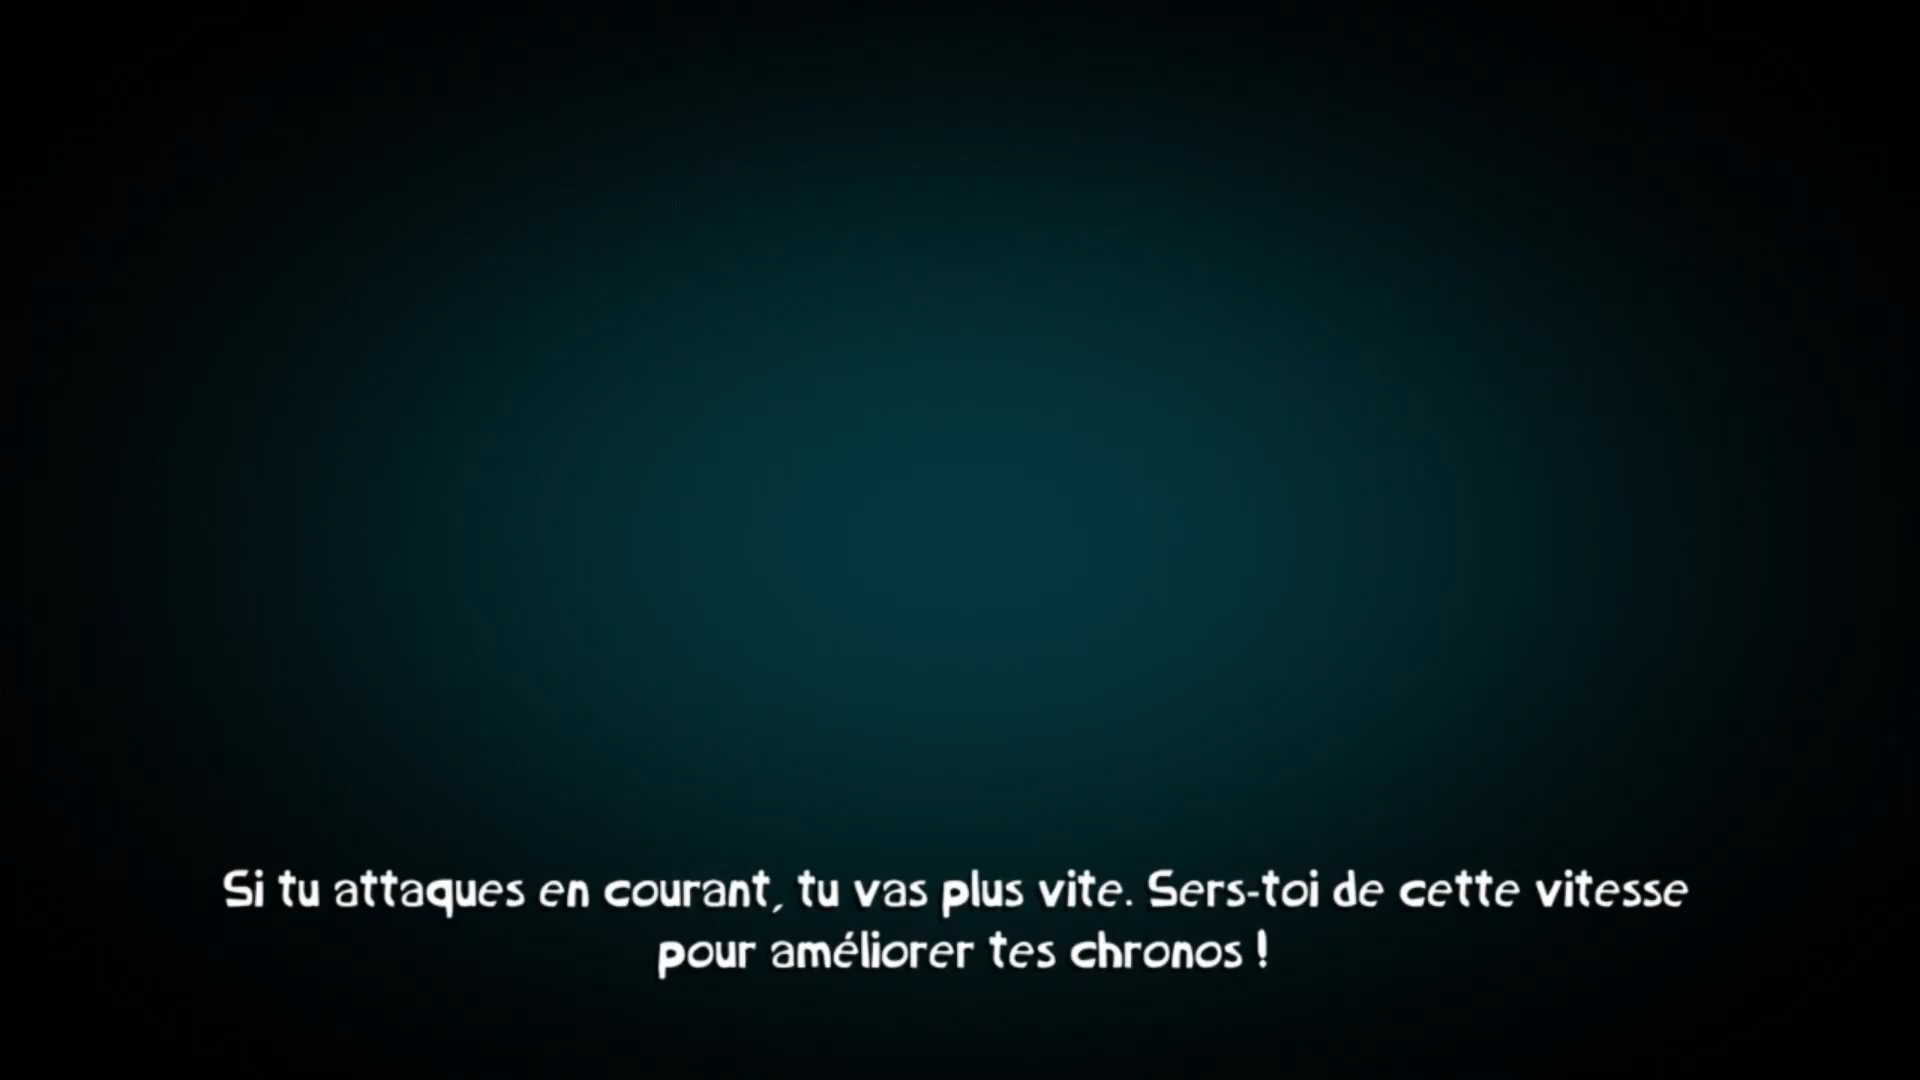 Si tu attaques en courant, tu vas plus vite. Sers-toi de cette vitesse
pour améliorer tes chronos !